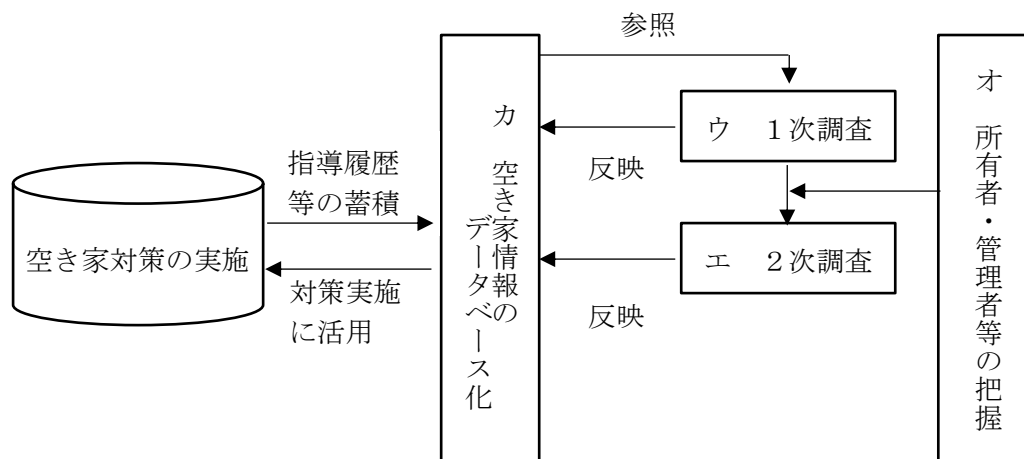 参照
カ　空き家情報の
データベース化
オ　所有者・管理者等の把握
ウ　１次調査
反映
指導履歴
等の蓄積
空き家対策の実施
エ　２次調査
対策実施
に活用
反映